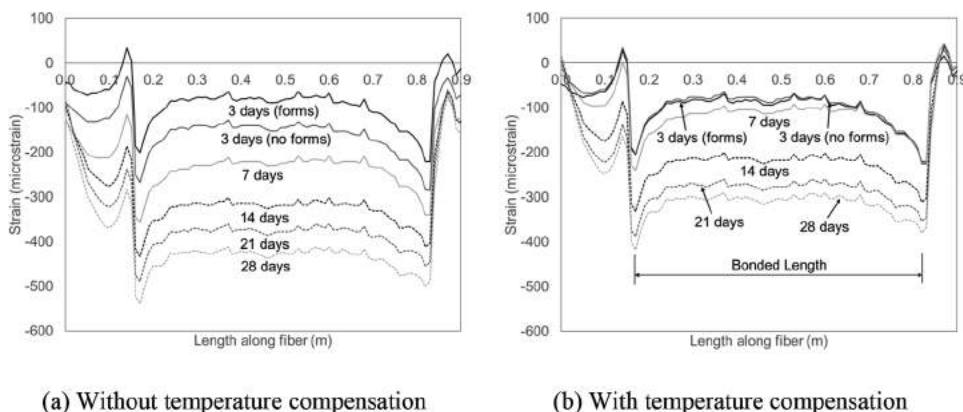 100
0
-100
-200
-300
-400
-500
-600
0.0 0.1 0.2 0.3 0.4 0.5 0.6 0.7 0.8 0.9
Strain (microstrain)
Length along fiber (m)
3 days (forms)
3 days (no forms)
7 days
14 days
21 days
28 days
(a) Without temperature compensation
100
0
-100
-200
-300
-400
-500
-600
0.0 0.1 0.2 0.3 0.4 0.5 0.6 0.7 0.8 0.9
Strain (microstrain)
Length along fiber (m)
7 days
3 days (forms)
3 days (no forms)
14 days
21 days
28 days
Bonded Length
(b) With temperature compensation